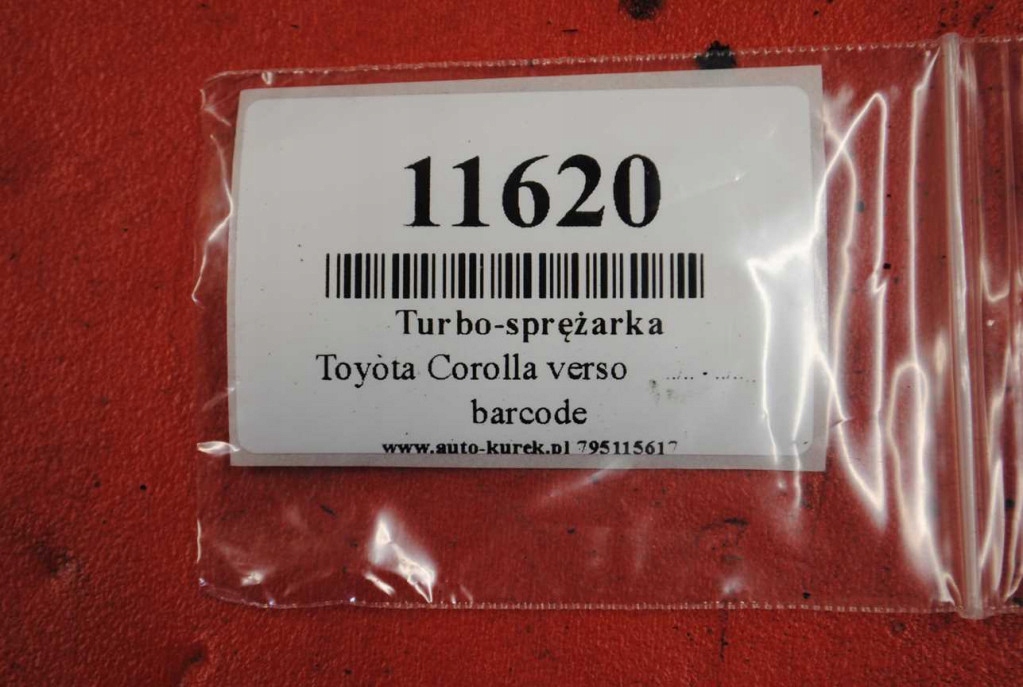 11620
Turbo-sprężarka
Toyota Corolla verso
barcode
www.auto-kurek.pl 795115617